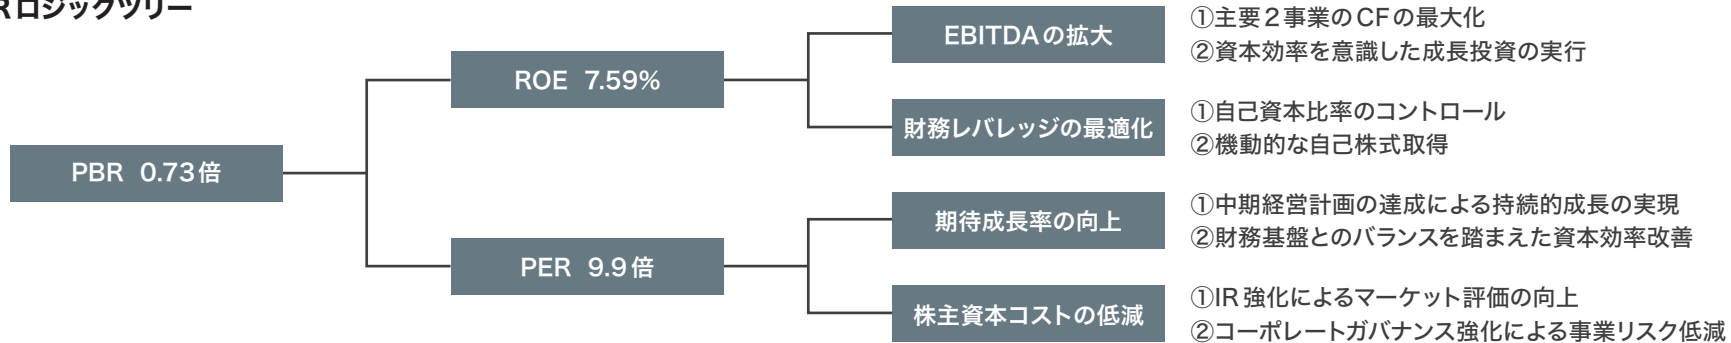 Rロジックツリー
PBR 0.73倍
ROE 7.59%
PER 9.9倍
EBITDAの拡大
①主要2事業のCFの最大化
②資本効率を意識した成長投資の実行
財務レバレッジの最適化
①自己資本比率のコントロール
②機動的な自己株式取得
期待成長率の向上
①中期経営計画の達成による持続的成長の実現
②財務基盤とのバランスを踏まえた資本効率改善
株主資本コストの低減
①IR強化によるマーケット評価の向上
②コーポレートガバナンス強化による事業リスク低減